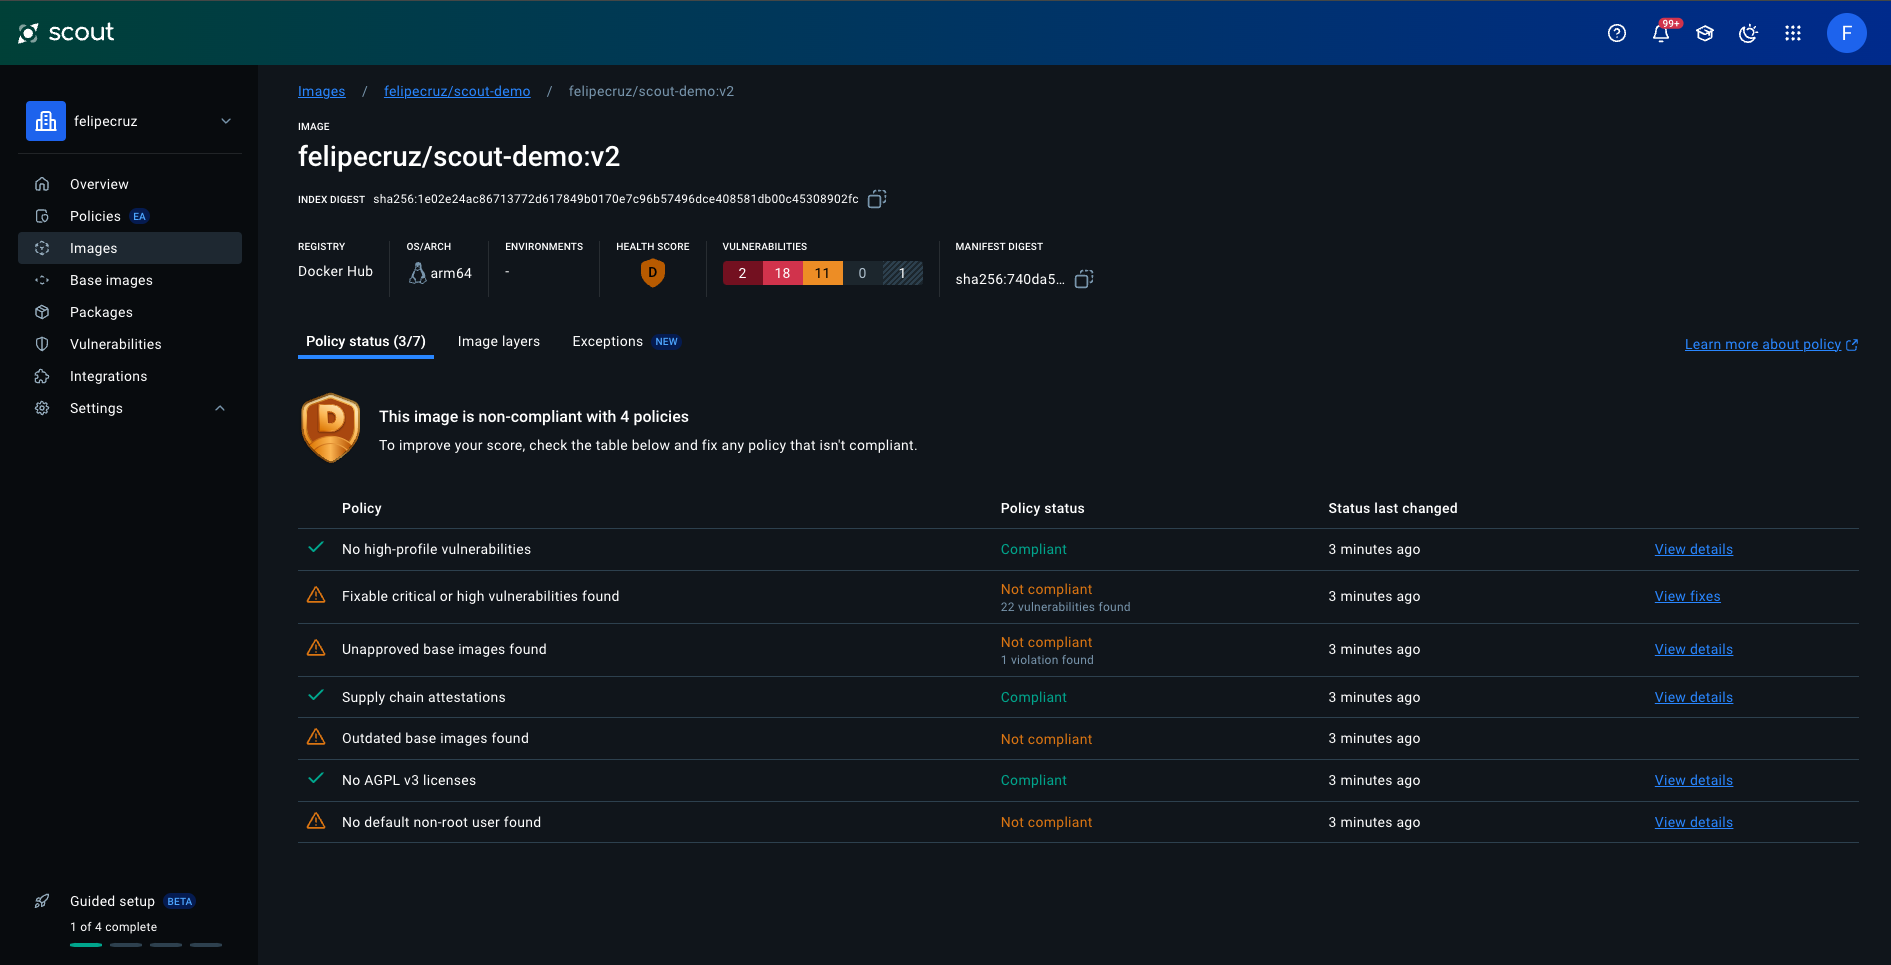 scout
99+
F
felipecruz
Overview
Policies EA
Images
Base images
Packages
Vulnerabilities
Integrations
Settings
Guided setup BETA
1 of 4 complete
Images / felipecruz/scout-demo / felipecruz/scout-demo:v2
IMAGE
felipecruz/scout-demo:v2
INDEX DIGEST sha256:1e02e24ac86713772d617849b0170e7c96b57496dce408581db00c45308902fc
REGISTRY OS/ARCH ENVIRONMENTS HEALTH SCORE VULNERABILITIES MANIFEST DIGEST
Docker Hub arm64 - D 2 18 11 0 1 sha256:740da5...
Policy status (3/7) Image layers Exceptions NEW Learn more about policy
D
This image is non-compliant with 4 policies
To improve your score, check the table below and fix any policy that isn't compliant.
Policy Policy status Status last changed
No high-profile vulnerabilities Compliant 3 minutes ago View details
Fixable critical or high vulnerabilities found Not compliant 3 minutes ago View fixes
22 vulnerabilities found
Unapproved base images found Not compliant 3 minutes ago View details
1 violation found
Supply chain attestations Compliant 3 minutes ago View details
Outdated base images found Not compliant 3 minutes ago
No AGPL v3 licenses Compliant 3 minutes ago View details
No default non-root user found Not compliant 3 minutes ago View details